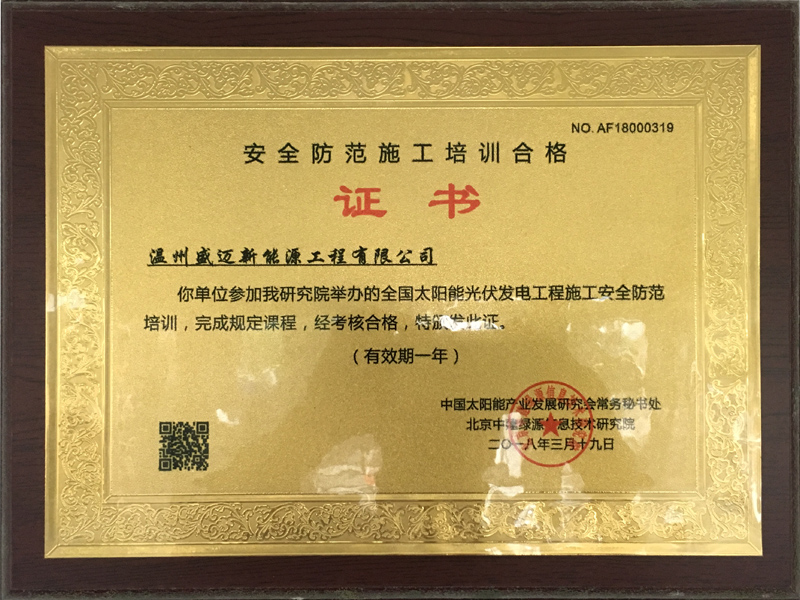 NO. AF18000319
安全防范施工培训合格
证书
温州盛迈新能源工程有限公司
你单位参加我研究院举办的全国太阳能光伏发电工程施工安全防范
培训，完成规定课程，经考核合格，特颁发此证。
（有效期一年）
中国太阳能产业发展研究会常务秘书处
北京中 绿源信息技术研究院
二〇一八年三月十九日